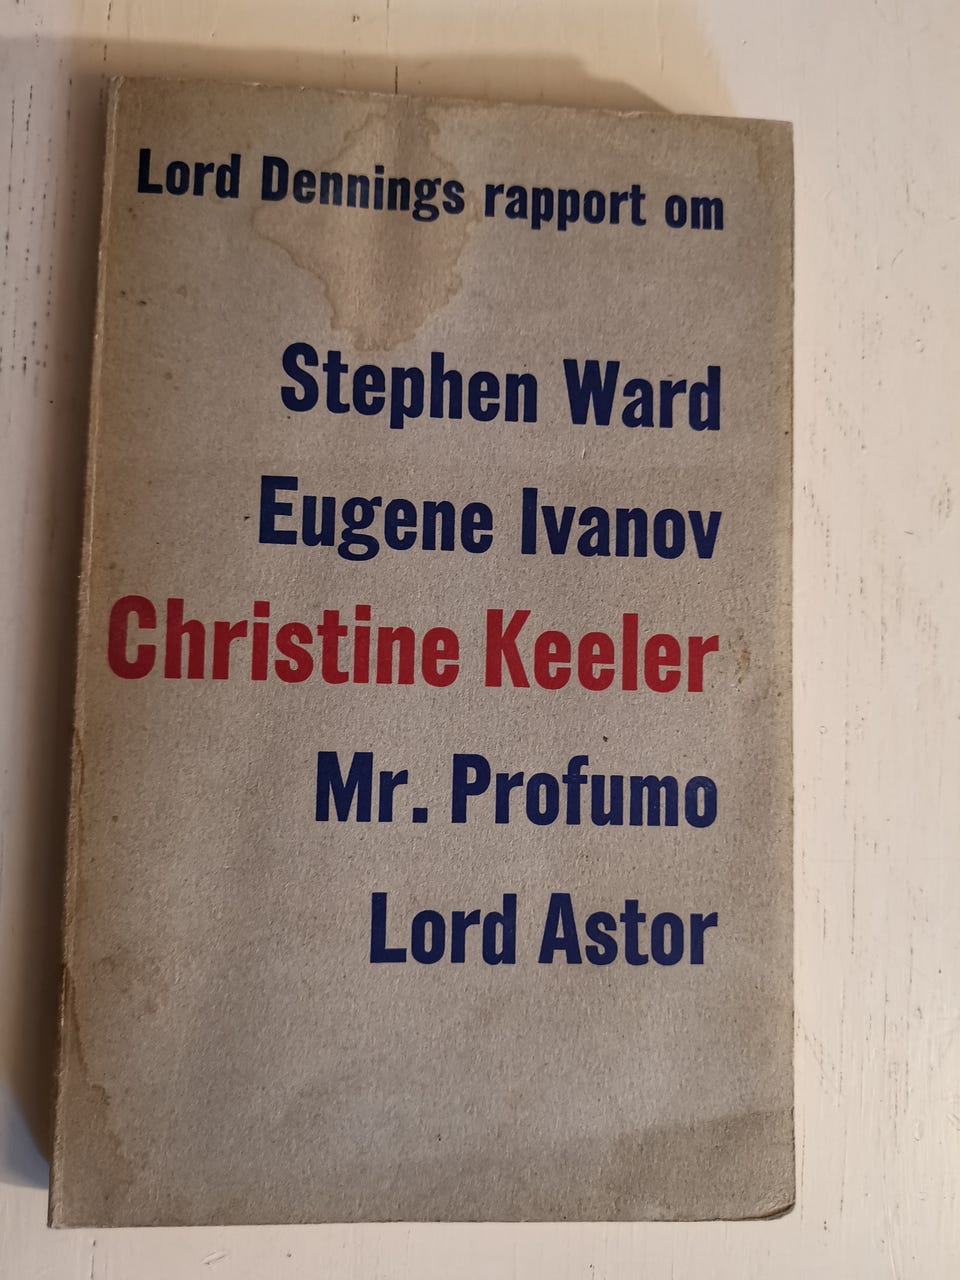 Lord Dennings rapport om
Stephen Ward
Eugene Ivanov
Christine Keeler
Mr. Profumo
Lord Astor